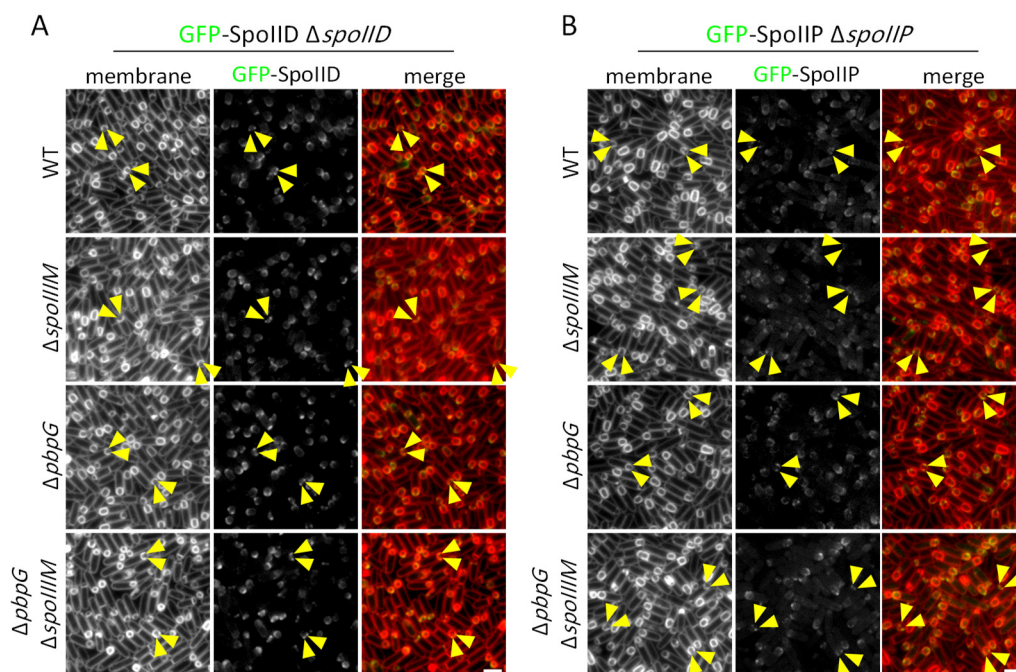 A
GFP-SpoIID ΔspoIID
membrane GFP-SpoIID merge
WT
ΔspoIIIM
ΔpbpG
ΔpbpG
ΔspoIIIM
B
GFP-SpoIIP ΔspoIIP
membrane GFP-SpoIIP merge
WT
ΔspoIIIM
ΔpbpG
ΔpbpG
ΔspoIIIM